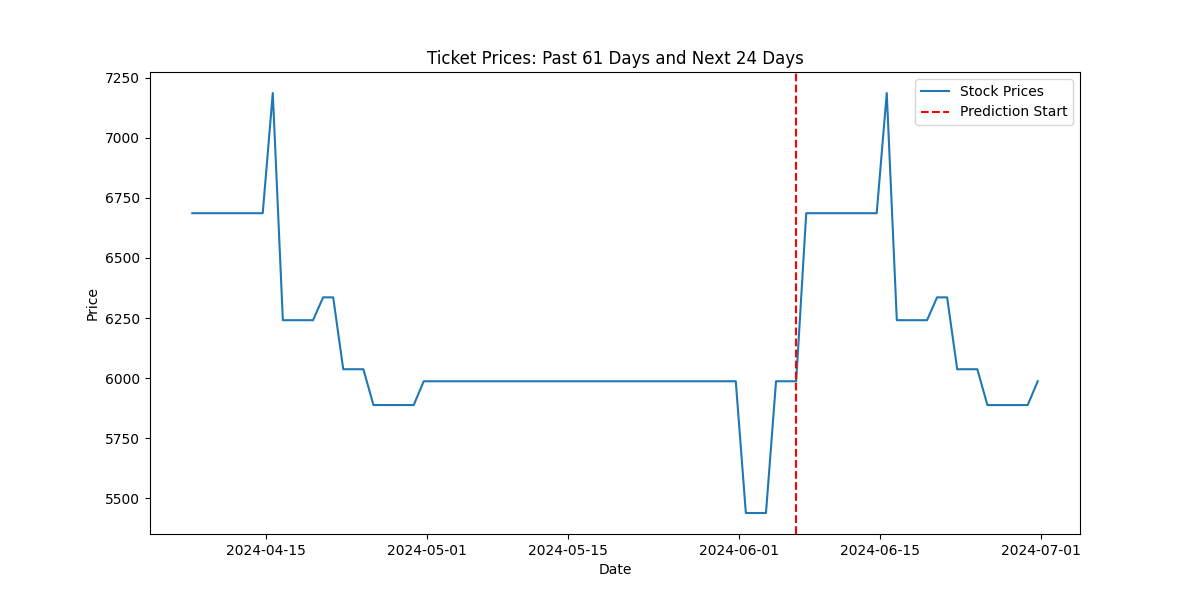 Ticket Prices: Past 61 Days and Next 24 Days
Stock Prices
Prediction Start
Price
7250
7000
6750
6500
6250
6000
5750
5500
2024-04-15
2024-05-01
2024-05-15
2024-06-01
2024-06-15
2024-07-01
Date